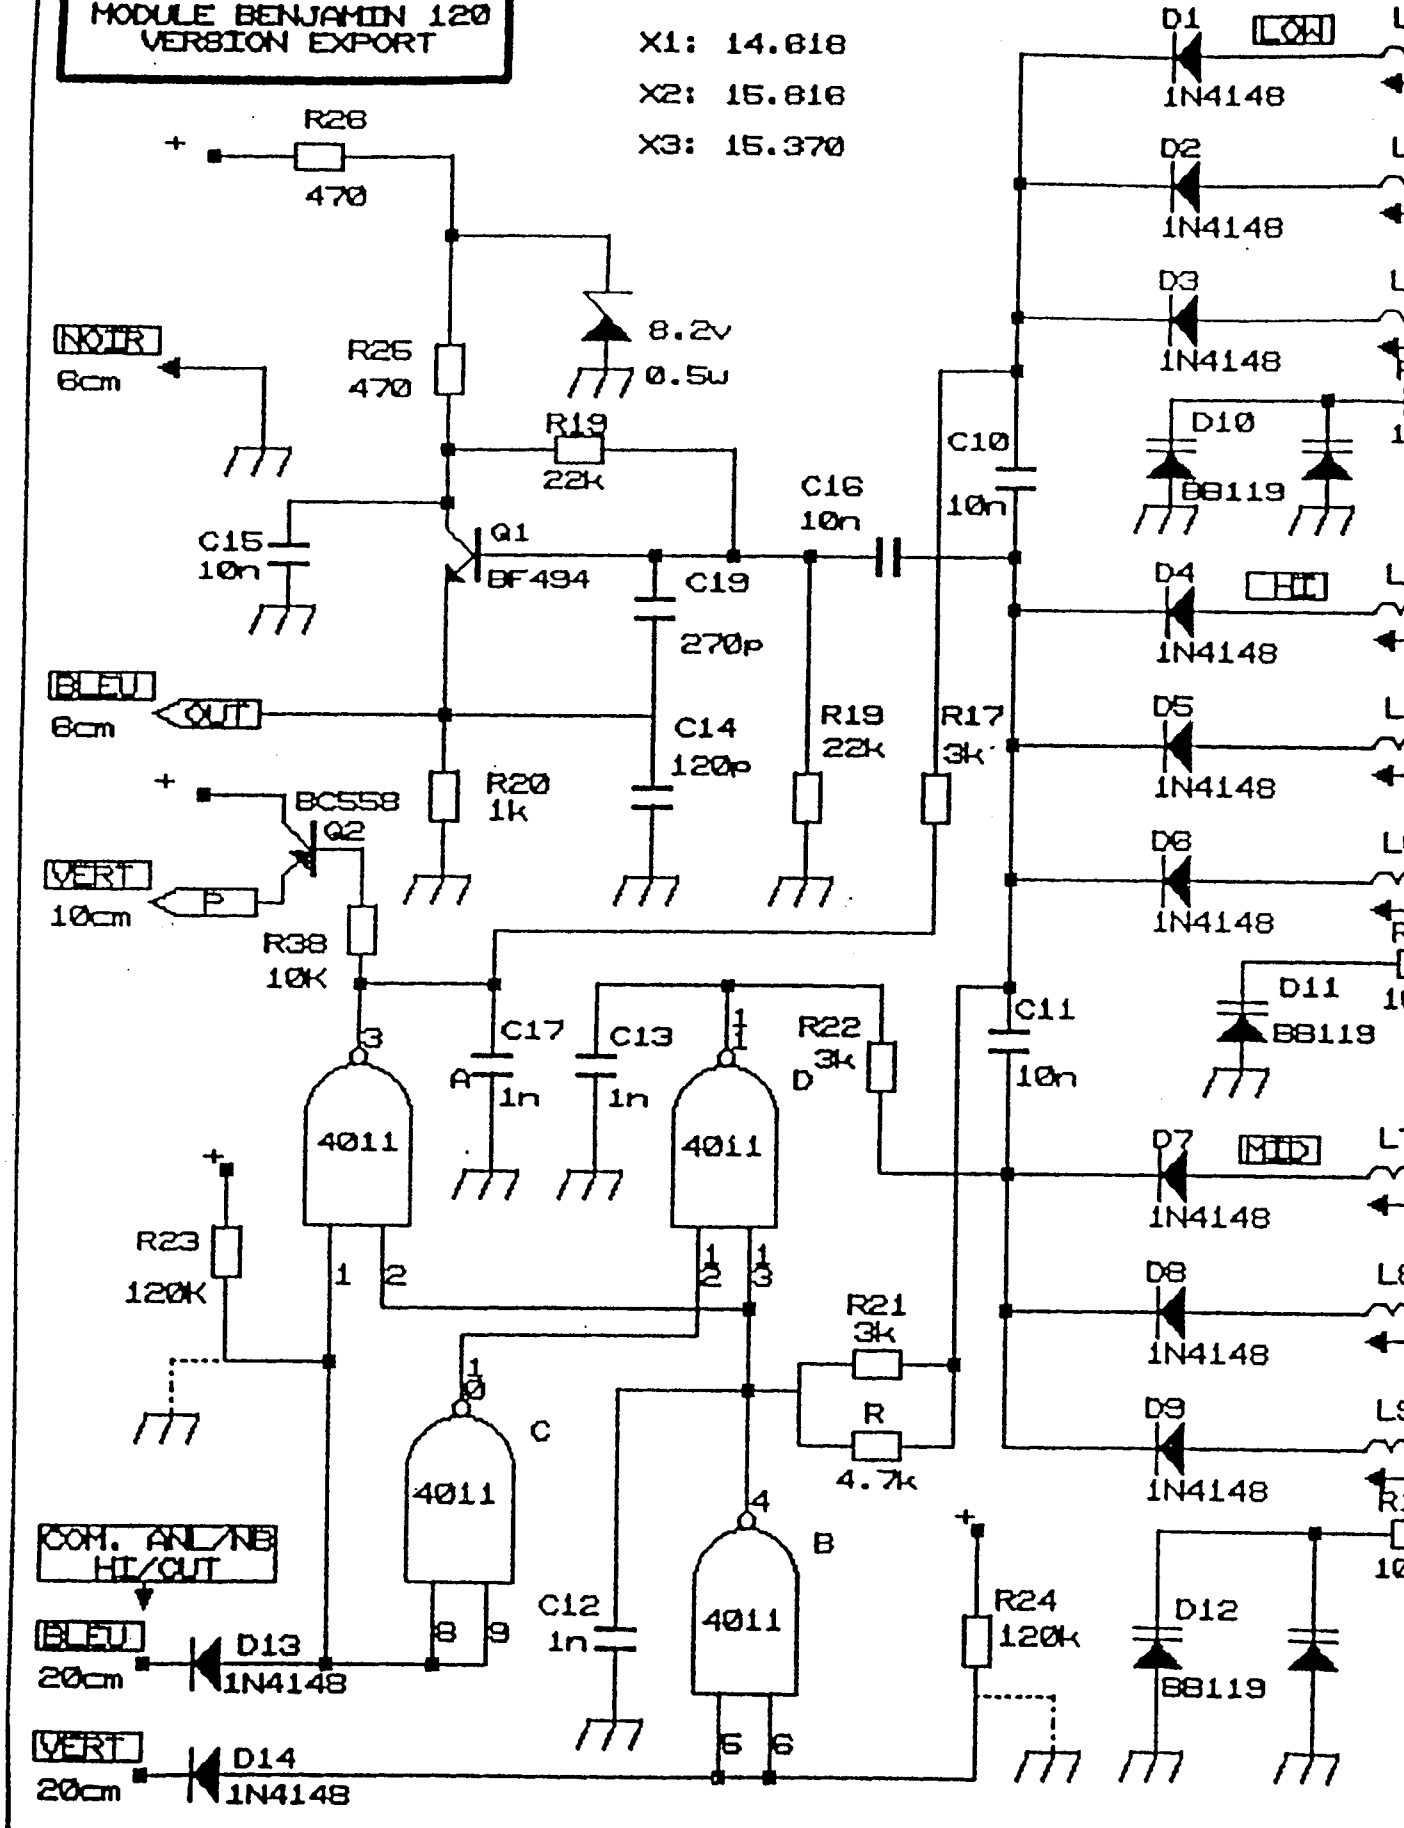 MODULE BENJAMIN 120
VERSION EXPORT
X1: 14.818
X2: 15.816
X3: 15.370
D1
LOW
1N4148
+
R26
470
D2
1N4148
D3
1N4148
8.2v
0.5w
NOIR
6cm
R25
470
R19
22k
C10
10n
D10
BB119
C16
10n
C15
10n
Q1
BF494
C19
270p
D4
HI
1N4148
BLEU
OUT
6cm
C14
120p
R19
22k
R17
3k
D5
1N4148
+
BC558
Q2
R20
1k
VERT
P
10cm
D6
1N4148
R38
10K
D11
BB119
3
C17
A
1n
C13
1n
11
R22
3k
D
C11
10n
4011
4011
D7
MID
1N4148
+
R23
120K
1
2
12
13
D8
1N4148
R21
3k
R
4.7k
10
C
4011
D9
1N4148
4
B
4011
+
R24
120k
COM. ANL/NB
HI/CUT
C12
1n
D12
BB119
BLEU
20cm
D13
1N4148
8
9
VERT
20cm
D14
1N4148
5
6